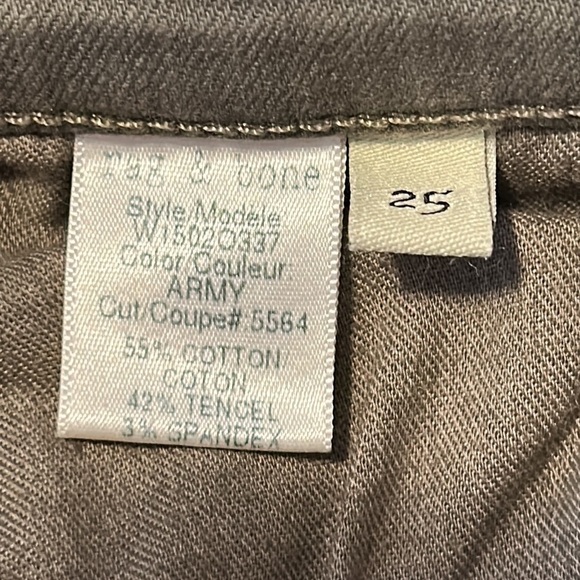 rag & bone
Style/Modele
W1502O337
Color Couleur:
ARMY
Cut/Coupe# 5564
55% COTTON
COTON
42% TENCEL
3% SPANDEX
25